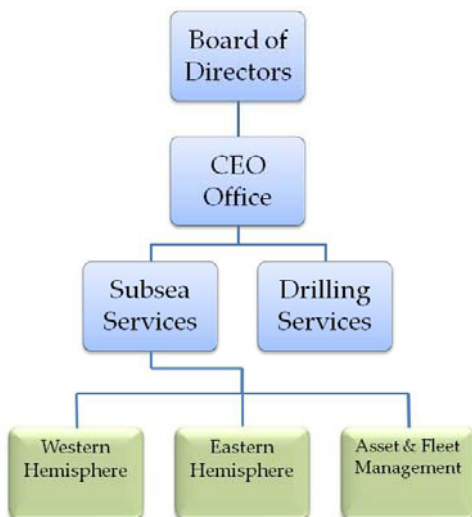 Board of
Directors
CEO
Office
Subsea
Services
Drilling
Services
Western
Hemisphere
Eastern
Hemisphere
Asset & Fleet
Management